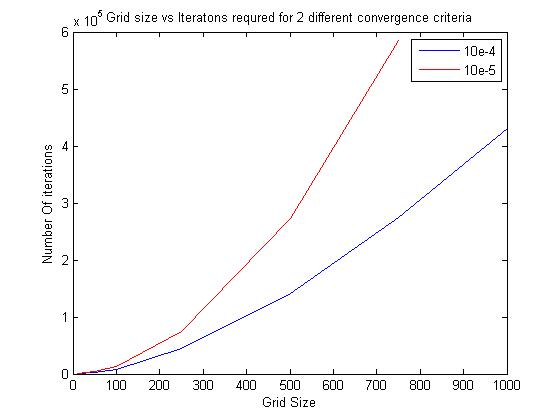 x 10^5 Grid size vs Iteratons requred for 2 different convergence criteria
10e-4
10e-5
6
5
4
3
2
1
0
Number Of iterations
0 100 200 300 400 500 600 700 800 900 1000
Grid Size